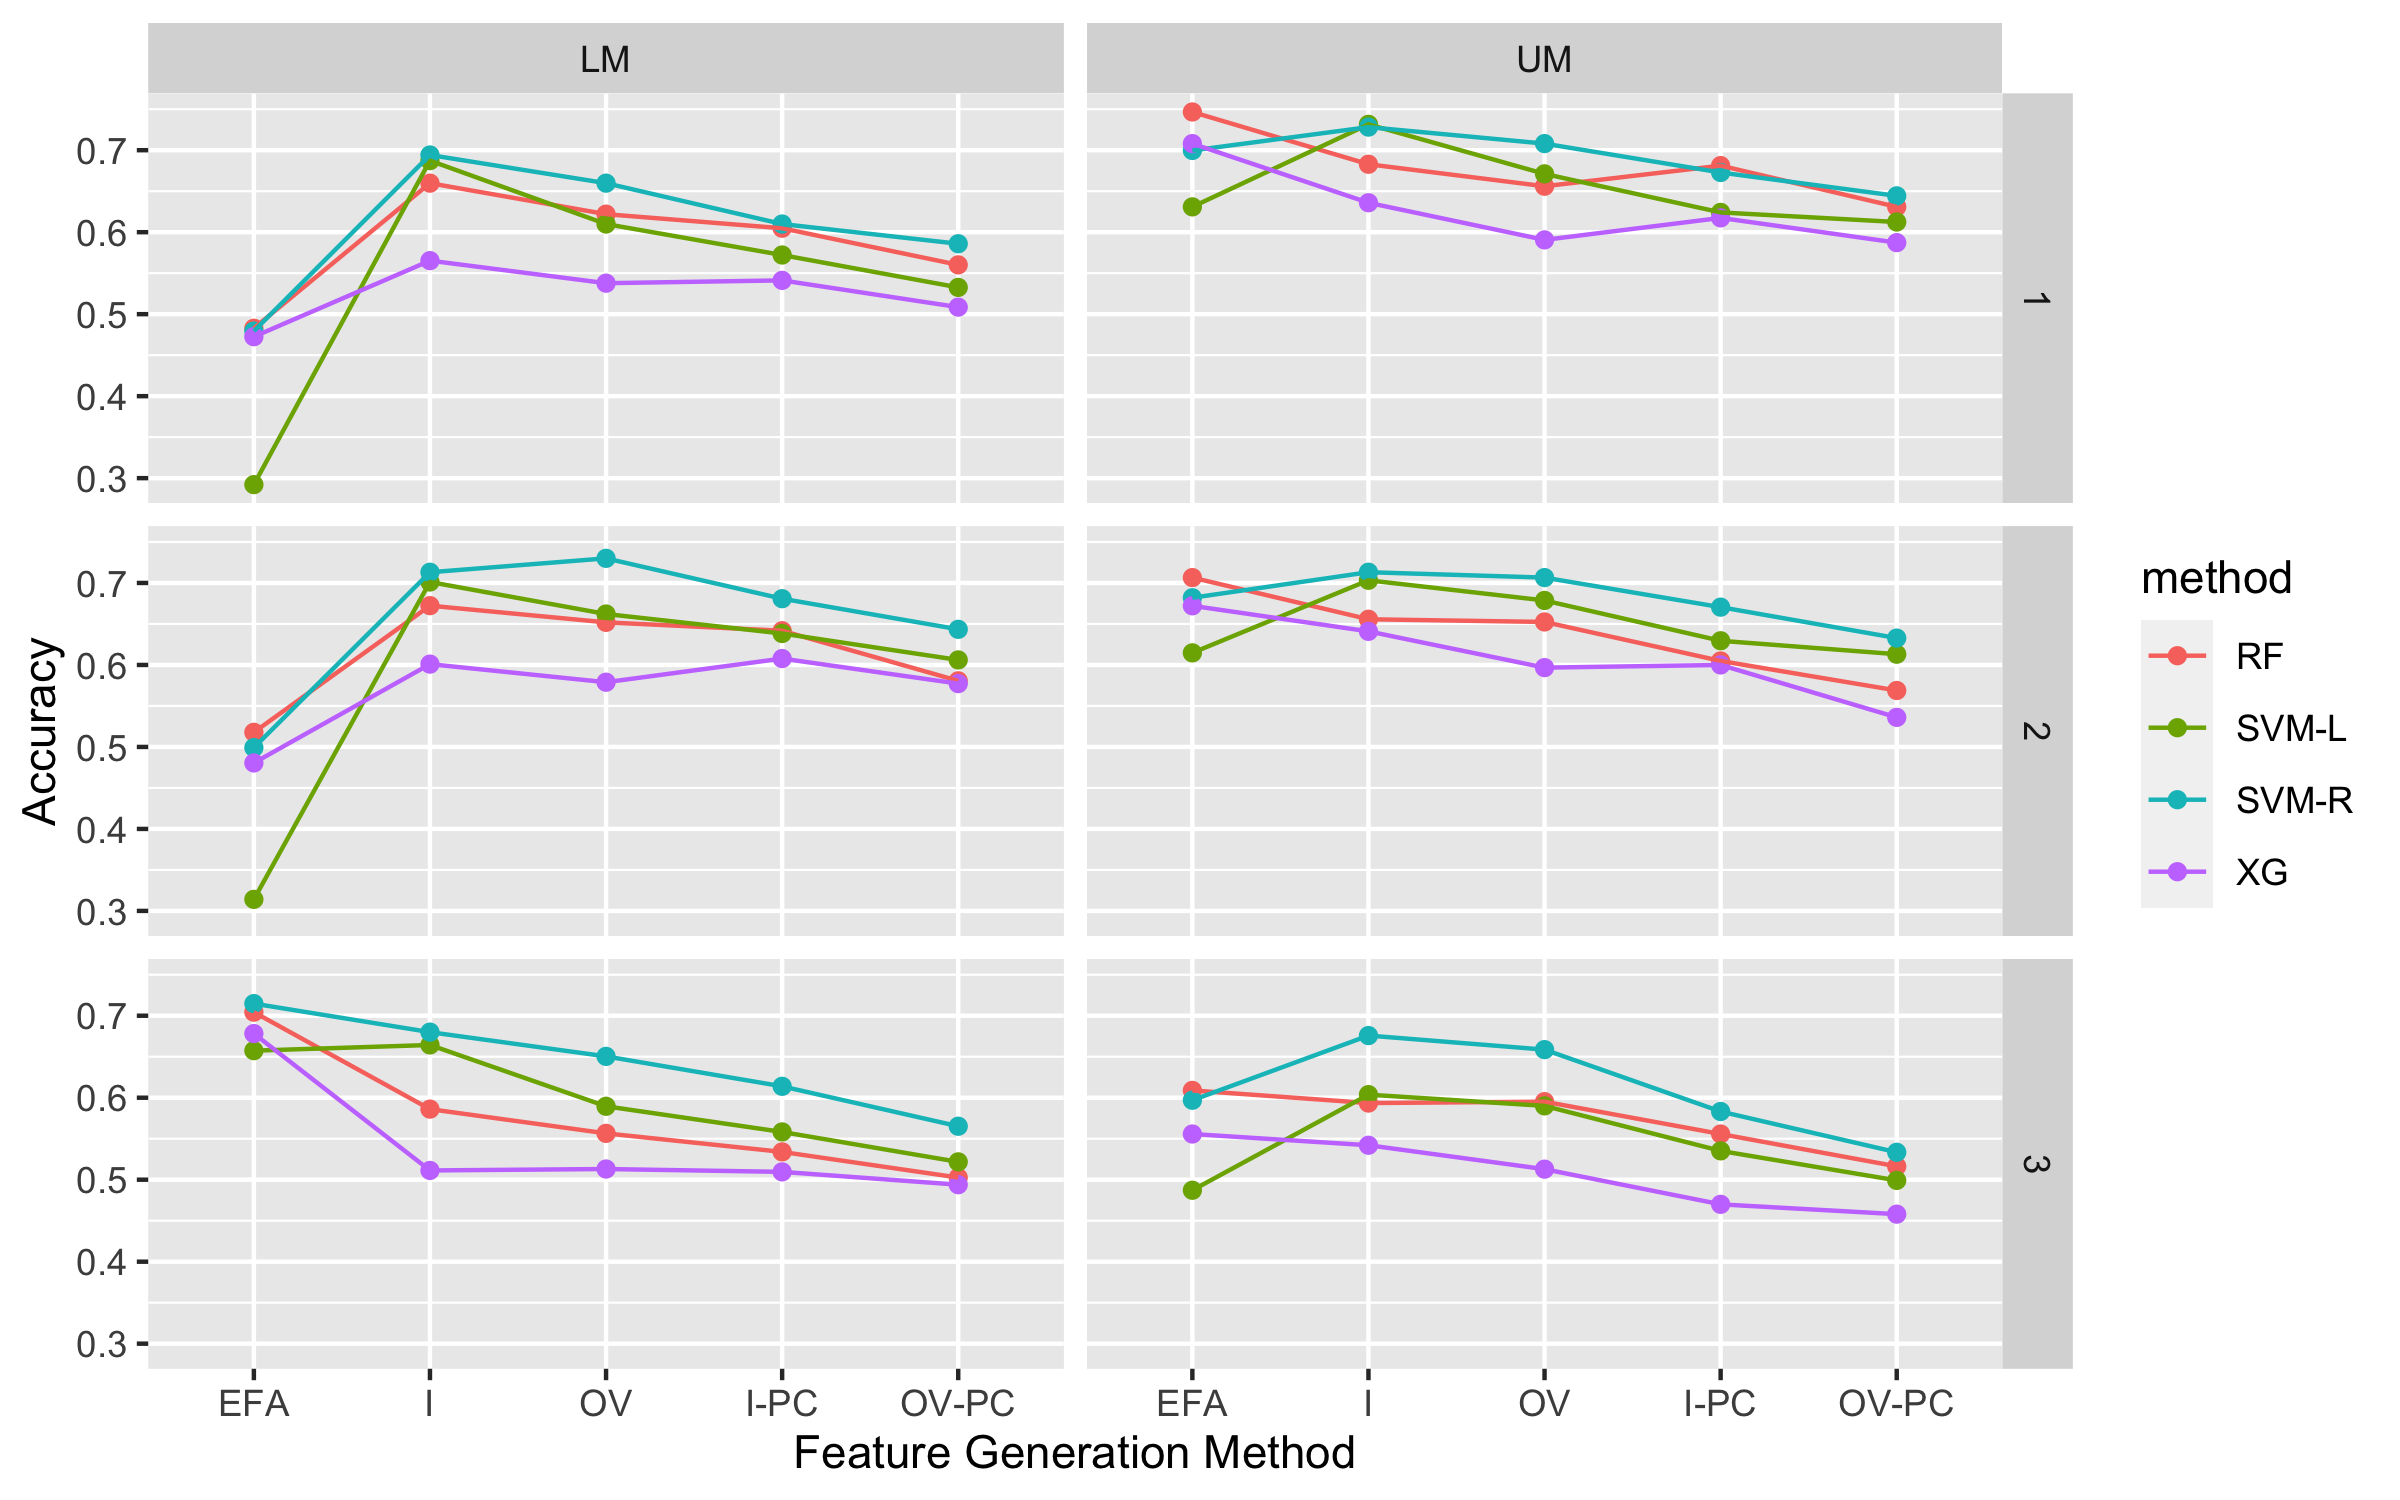 LM
UM
0.7
0.6
0.5
0.4
0.3
1
0.7
0.6
0.5
0.4
0.3
2
0.7
0.6
0.5
0.4
0.3
3
Accuracy
EFA I OV I-PC OV-PC
EFA I OV I-PC OV-PC
Feature Generation Method
method
RF
SVM-L
SVM-R
XG